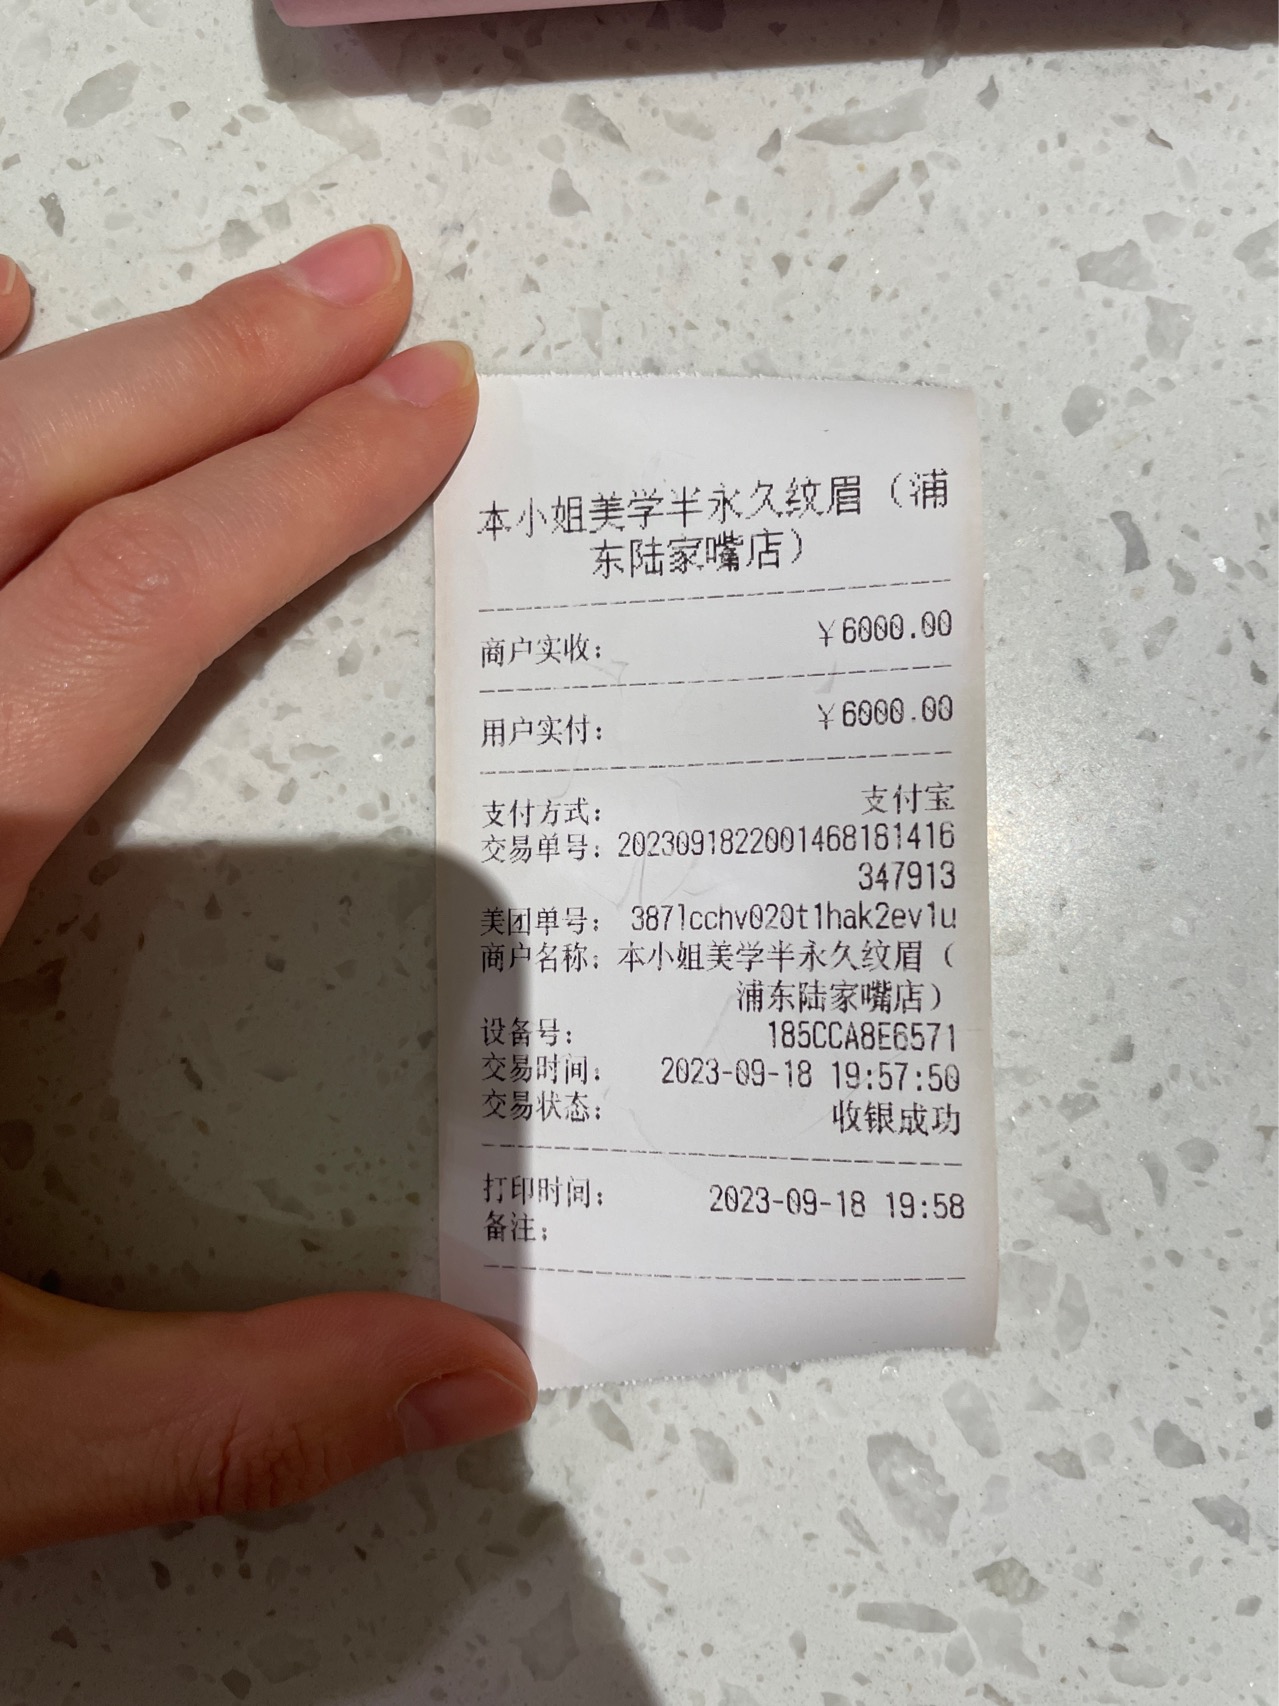 本小姐美学半永久纹眉（浦
东陆家嘴店）
商户实收： ￥6000.00
用户实付： ￥6000.00
支付方式： 支付宝
交易单号： 2023091822001468181416
347913
美团单号： 387lcchv020t1hak2ev1u
商户名称： 本小姐美学半永久纹眉（
浦东陆家嘴店）
设备号： 185CCA8E6571
交易时间： 2023-09-18 19:57:50
交易状态： 收银成功
打印时间： 2023-09-18 19:58
备注：